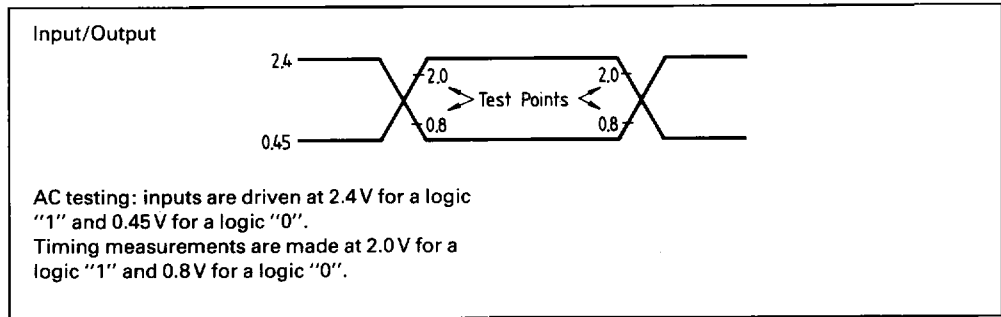 Input/Output
2.4
2.0
2.0
Test Points
0.8
0.8
0.45
AC testing: inputs are driven at 2.4 V for a logic
"1" and 0.45 V for a logic "0".
Timing measurements are made at 2.0 V for a
logic "1" and 0.8 V for a logic "0".